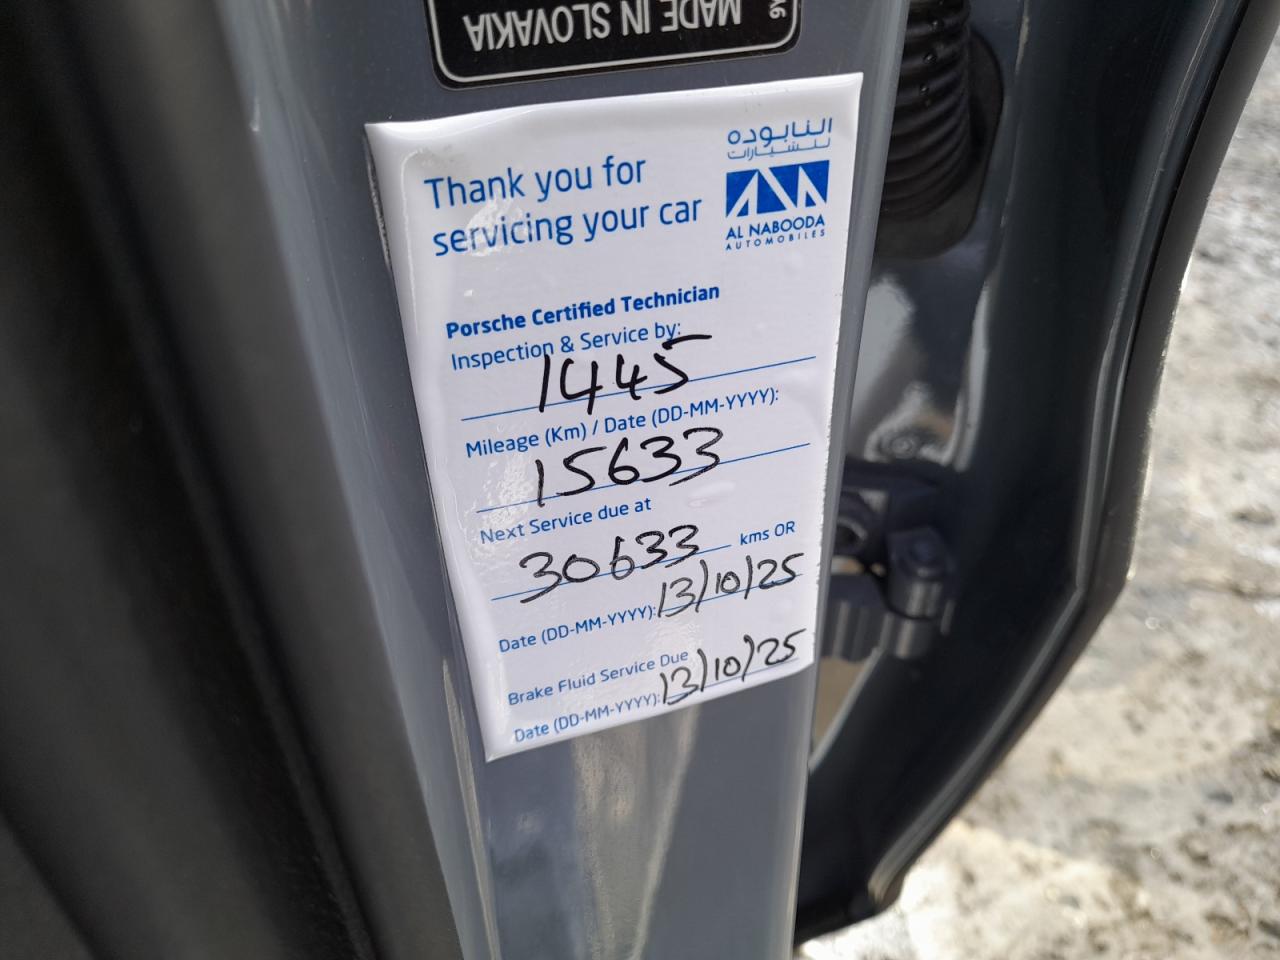 MADE IN SLOVAKIA
النابوده
للسيارات
AL NABOODA
AUTOMOBILES
Thank you for
servicing your car
Porsche Certified Technician
Inspection & Service by:
1445
Mileage (Km) / Date (DD-MM-YYYY):
15633
Next Service due at
30633 kms OR
Date (DD-MM-YYYY): 13/10/25
Brake Fluid Service Due
Date (DD-MM-YYYY): 13/10/25